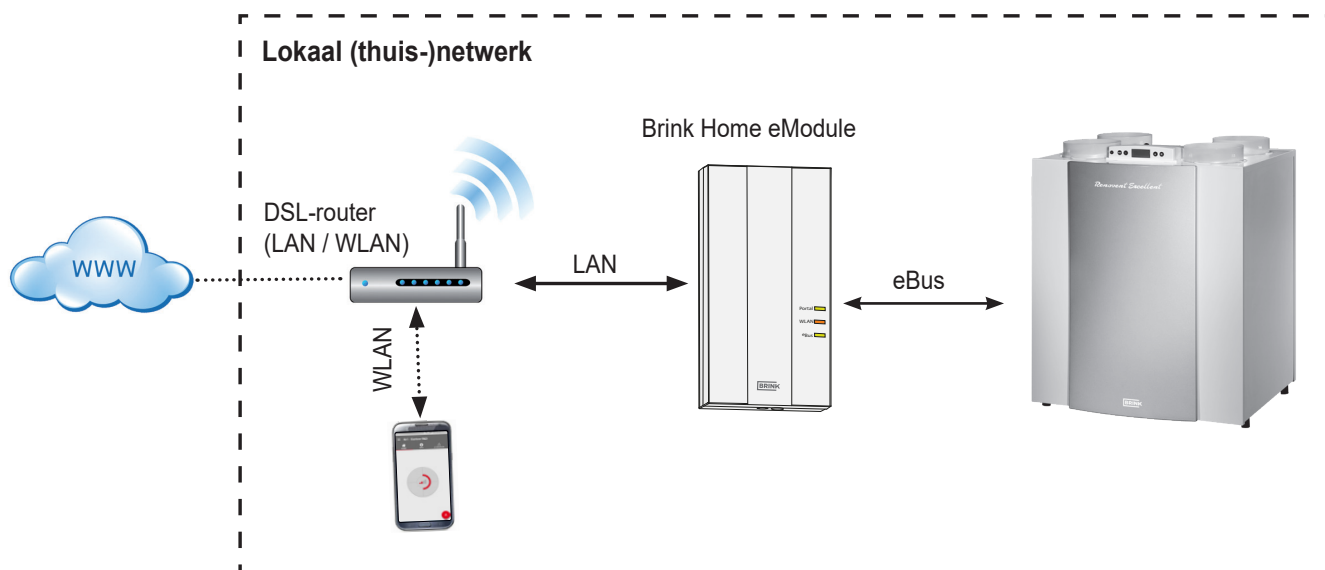 Lokaal (thuis-)netwerk
Brink Home eModule
DSL-router
(LAN / WLAN)
WWW
LAN
eBus
WLAN
Portal
WLAN
eBus
BRINK
Renovent Excellent
BRINK